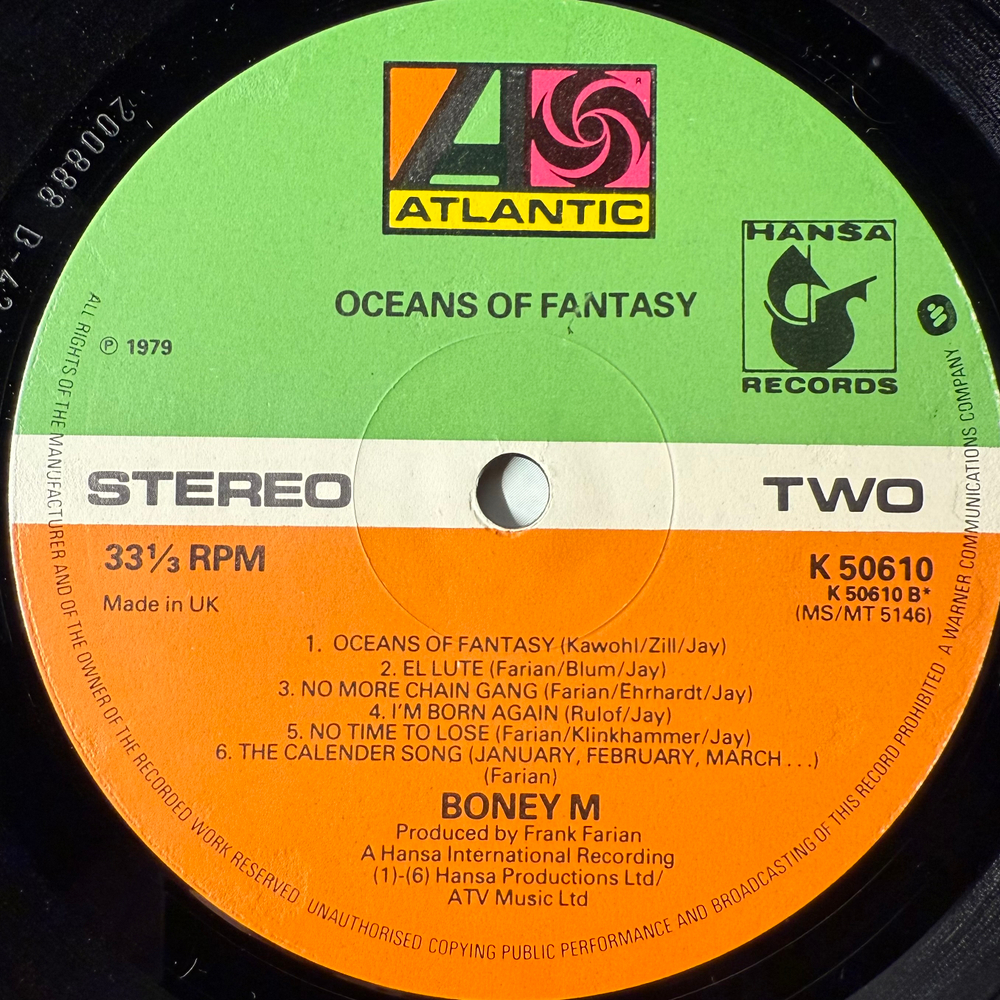 ATLANTIC
R
HANSA
RECORDS
OCEANS OF FANTASY
℗ 1979
STEREO
TWO
33⅓ RPM
Made in UK
K 50610
K 50610 B*
(MS/MT 5146)
1. OCEANS OF FANTASY (Kawohl/Zill/Jay)
2. EL LUTE (Farian/Blum/Jay)
3. NO MORE CHAIN GANG (Farian/Ehrhardt/Jay)
4. I'M BORN AGAIN (Rulof/Jay)
5. NO TIME TO LOSE (Farian/Klinkhammer/Jay)
6. THE CALENDER SONG (JANUARY, FEBRUARY, MARCH...)
(Farian)
BONEY M
Produced by Frank Farian
A Hansa International Recording
(1)-(6) Hansa Productions Ltd/
ATV Music Ltd
ALL RIGHTS OF THE MANUFACTURER AND OF THE OWNER OF THE RECORDED WORK RESERVED UNAUTHORISED COPYING PUBLIC PERFORMANCE AND BROADCASTING OF THIS RECORD PROHIBITED A WARNER COMMUNICATIONS COMPANY
200888